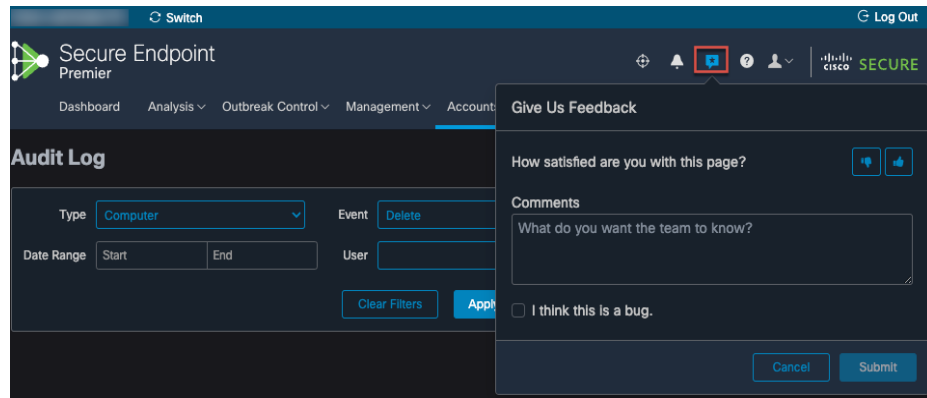 Switch
Log Out
Secure Endpoint
Premier
CISCO SECURE
Dashboard Analysis Outbreak Control Management Accounts
Give Us Feedback
Audit Log
How satisfied are you with this page?
Type Computer Event Delete
Comments
What do you want the team to know?
Date Range Start End User
Clear Filters Apply
I think this is a bug.
Cancel Submit